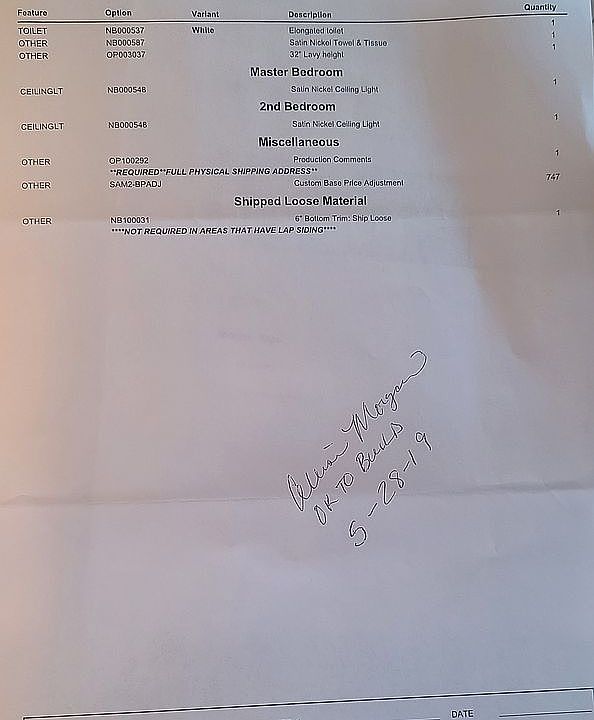 Feature Option Variant Description Quantity
TOILET NB000537 White Elongated toilet 1
OTHER NB000587 Satin Nickel Towel & Tissue 1
OTHER OP003037 32" Lavy height 1
Master Bedroom
CEILINGLT NB000548 Satin Nickel Ceiling Light 1
2nd Bedroom
CEILINGLT NB000548 Satin Nickel Ceiling Light 1
Miscellaneous
OTHER OP100292 Production Comments 1
**REQUIRED**FULL PHYSICAL SHIPPING ADDRESS**
OTHER SAM2-BPADJ Custom Base Price Adjustment 747
Shipped Loose Material
OTHER NB100031 6" Bottom Trim: Ship Loose 1
****NOT REQUIRED IN AREAS THAT HAVE LAP SIDING****
Allison Morgan
OK TO Build
5-28-19
DATE